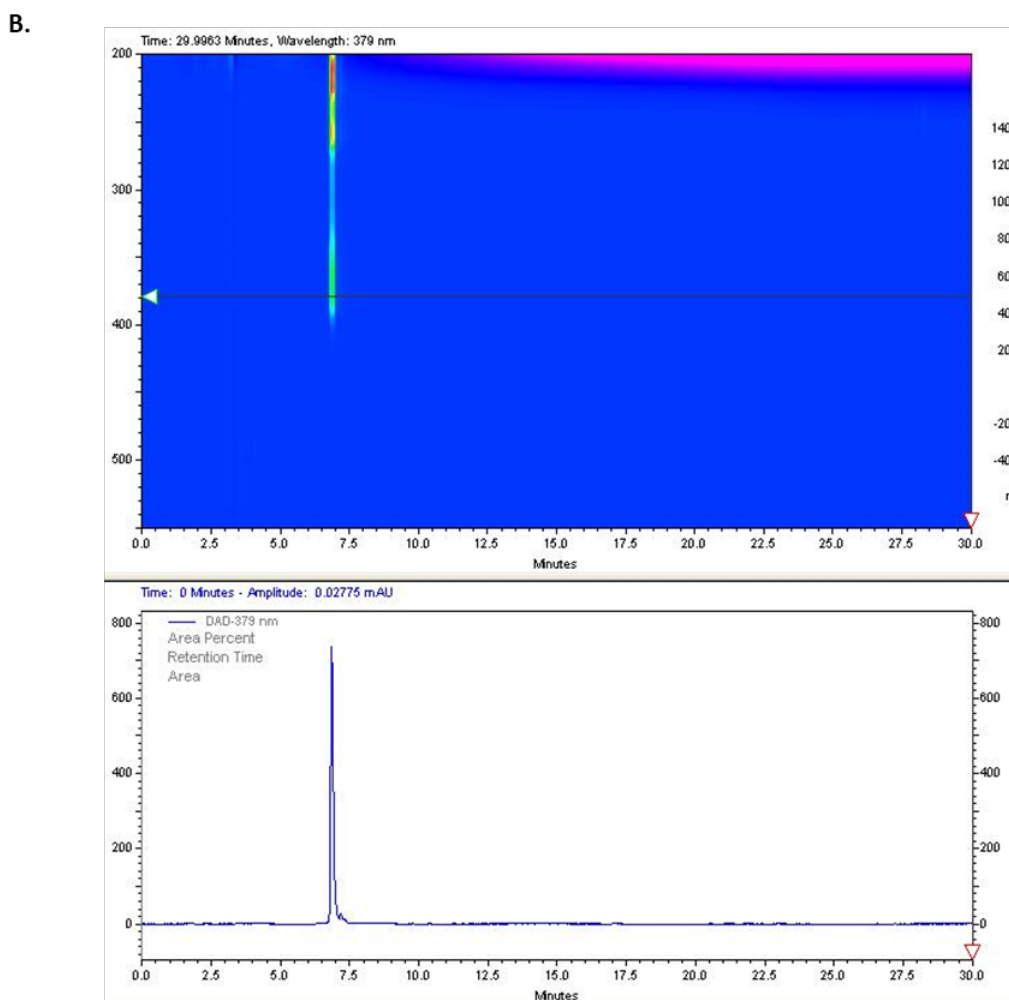 B.
Time: 29.9963 Minutes, Wavelength: 379 nm
200
300
400
500
140
120
100
80
60
40
20
0
-20
-40
0.0 2.5 5.0 7.5 10.0 12.5 15.0 17.5 20.0 22.5 25.0 27.5 30.0
Minutes
Time: 0 Minutes - Amplitude: 0.02775 mAU
DAD-379 nm
Area Percent
Retention Time
Area
800
600
400
200
0
800
600
400
200
0
0.0 2.5 5.0 7.5 10.0 12.5 15.0 17.5 20.0 22.5 25.0 27.5 30.0
Minutes